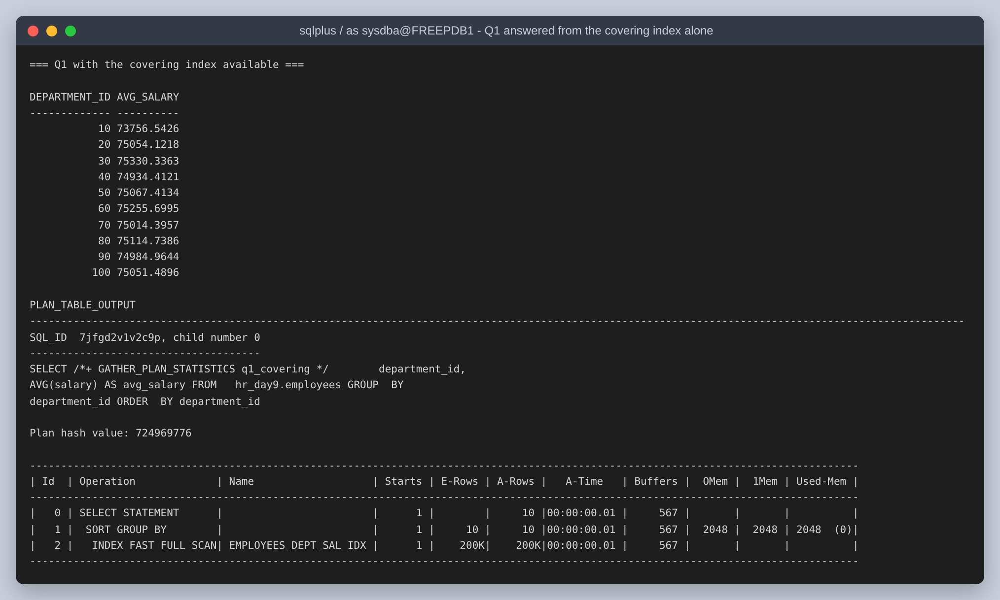 sqlplus / as sysdba@FREEPDB1 - Q1 answered from the covering index alone
=== Q1 with the covering index available ===
DEPARTMENT_ID AVG_SALARY
------------- ----------
           10 73756.5426
           20 75054.1218
           30 75330.3363
           40 74934.4121
           50 75067.4134
           60 75255.6995
           70 75014.3957
           80 75114.7386
           90 74984.9644
          100 75051.4896
PLAN_TABLE_OUTPUT
------------------------------------------------------------------------------------------------------------------------------------------------------
SQL_ID  7jfgd2v1v2c9p, child number 0
-------------------------------------
SELECT /*+ GATHER_PLAN_STATISTICS q1_covering */        department_id,
AVG(salary) AS avg_salary FROM   hr_day9.employees GROUP  BY
department_id ORDER  BY department_id
Plan hash value: 724969776
-------------------------------------------------------------------------------------------------------------------------------------
| Id  | Operation             | Name                   | Starts | E-Rows | A-Rows |   A-Time   | Buffers |  OMem |  1Mem | Used-Mem |
-------------------------------------------------------------------------------------------------------------------------------------
|   0 | SELECT STATEMENT      |                        |      1 |        |     10 |00:00:00.01 |     567 |       |       |          |
|   1 |  SORT GROUP BY        |                        |      1 |     10 |     10 |00:00:00.01 |     567 |  2048 |  2048 | 2048  (0)|
|   2 |   INDEX FAST FULL SCAN| EMPLOYEES_DEPT_SAL_IDX |      1 |    200K|    200K|00:00:00.01 |     567 |       |       |          |
-------------------------------------------------------------------------------------------------------------------------------------